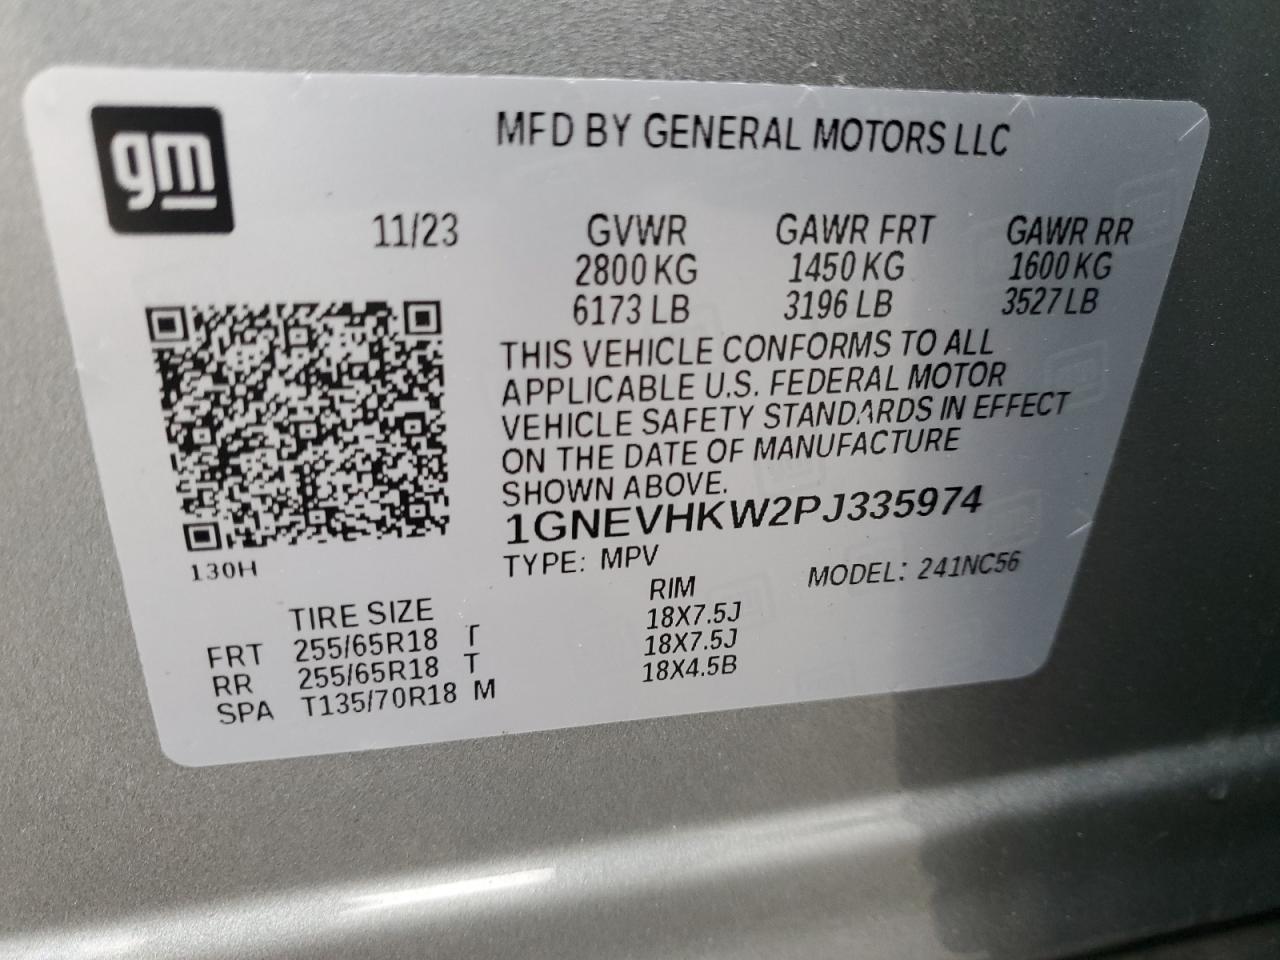 gm
MFD BY GENERAL MOTORS LLC
11/23 GVWR GAWR FRT GAWR RR
2800 KG 1450 KG 1600 KG
6173 LB 3196 LB 3527 LB
THIS VEHICLE CONFORMS TO ALL
APPLICABLE U.S. FEDERAL MOTOR
VEHICLE SAFETY STANDARDS IN EFFECT
ON THE DATE OF MANUFACTURE
SHOWN ABOVE.
1GNEVHKW2PJ335974
130H
TYPE: MPV MODEL: 241NC56
TIRE SIZE RIM
FRT 255/65R18 T 18X7.5J
RR 255/65R18 T 18X7.5J
SPA T135/70R18 M 18X4.5B